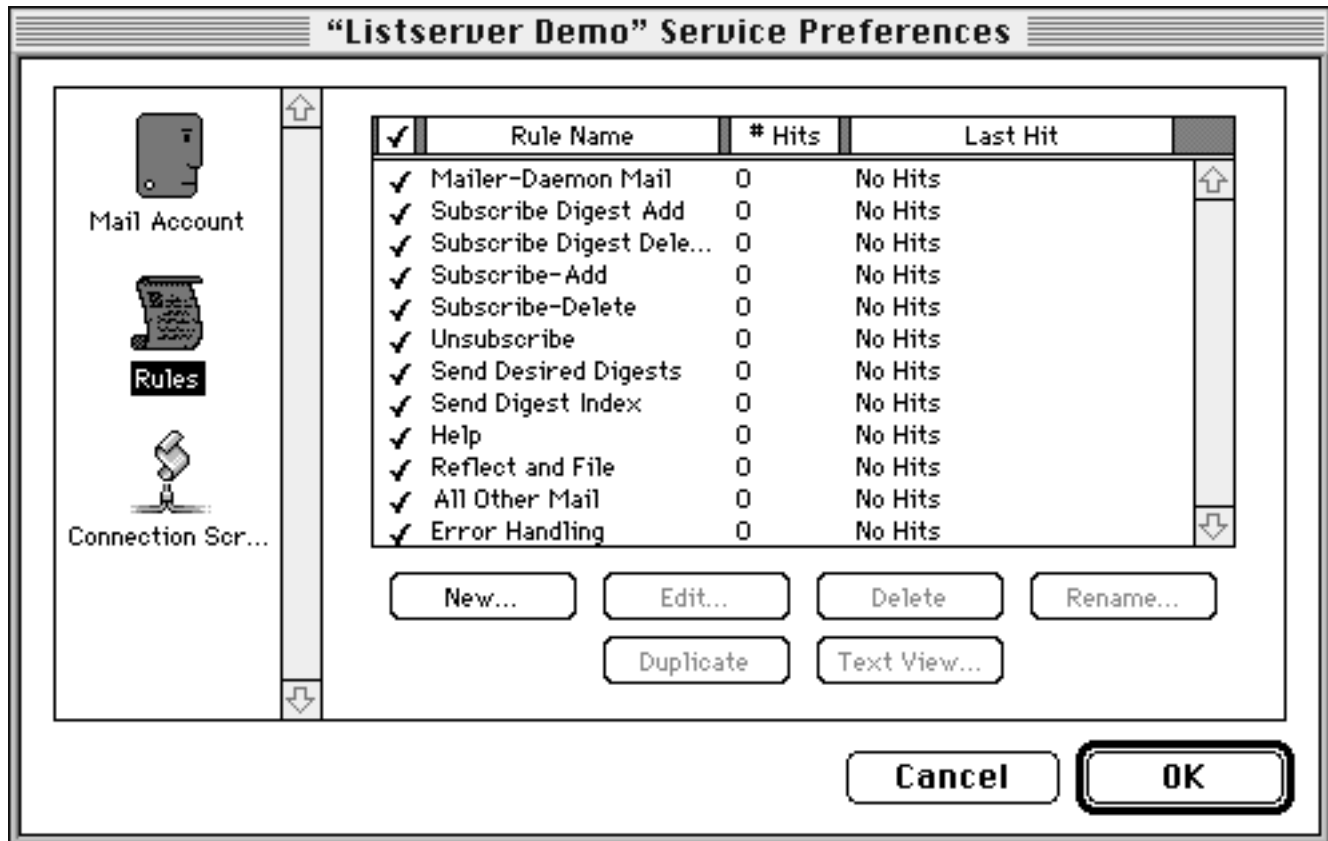 “Listserver Demo” Service Preferences
Mail Account
Rules
Connection Scr...
✓ Rule Name # Hits Last Hit
✓ Mailer-Daemon Mail 0 No Hits
✓ Subscribe Digest Add 0 No Hits
✓ Subscribe Digest Dele... 0 No Hits
✓ Subscribe-Add 0 No Hits
✓ Subscribe-Delete 0 No Hits
✓ Unsubscribe 0 No Hits
✓ Send Desired Digests 0 No Hits
✓ Send Digest Index 0 No Hits
✓ Help 0 No Hits
✓ Reflect and File 0 No Hits
✓ All Other Mail 0 No Hits
✓ Error Handling 0 No Hits
New... Edit... Delete Rename...
Duplicate Text View...
Cancel OK